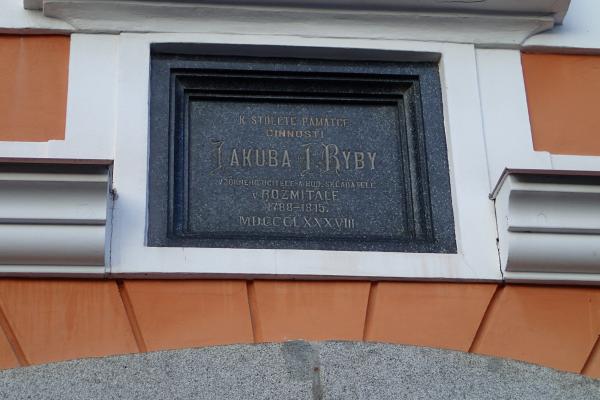 K STOLETÉ PAMÁTCE
ČINNOSTI
JAKUBA J. RYBY
VZORNÉHO UČITELE A HUD. SKLADATELE
V ROŽMITÁLE
1788–1815.
MDCCCLXXXVIII